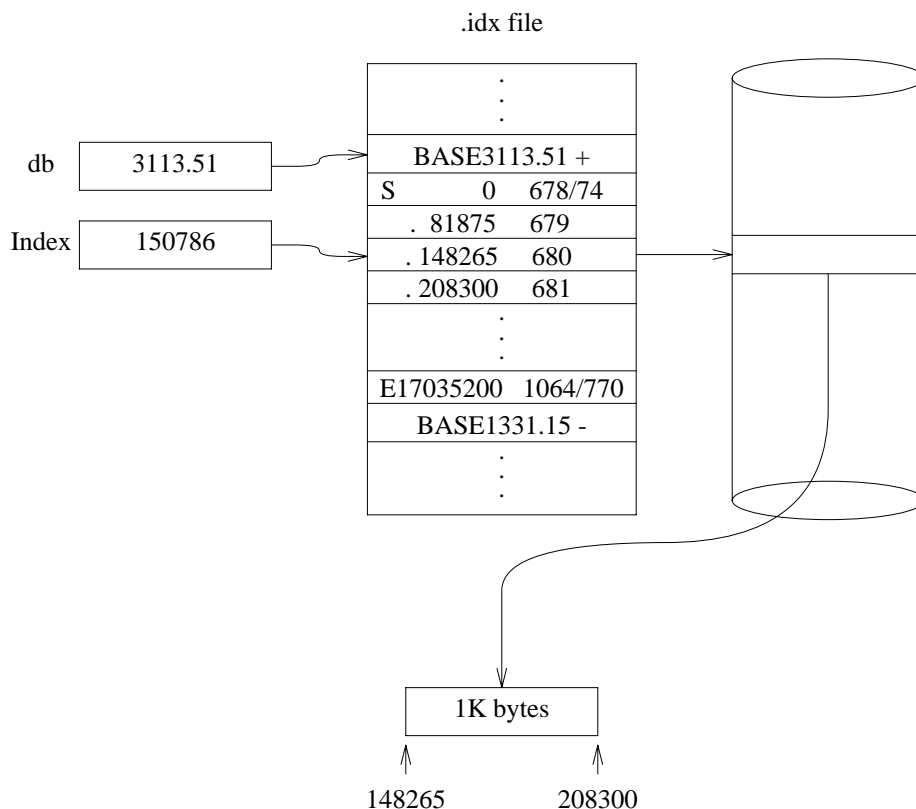 .idx file
.
.
.
db
3113.51
BASE3113.51 +
S 0 678/74
. 81875 679
Index
150786
. 148265 680
. 208300 681
.
.
.
E17035200 1064/770
BASE1331.15 -
.
.
.
1K bytes
148265
208300